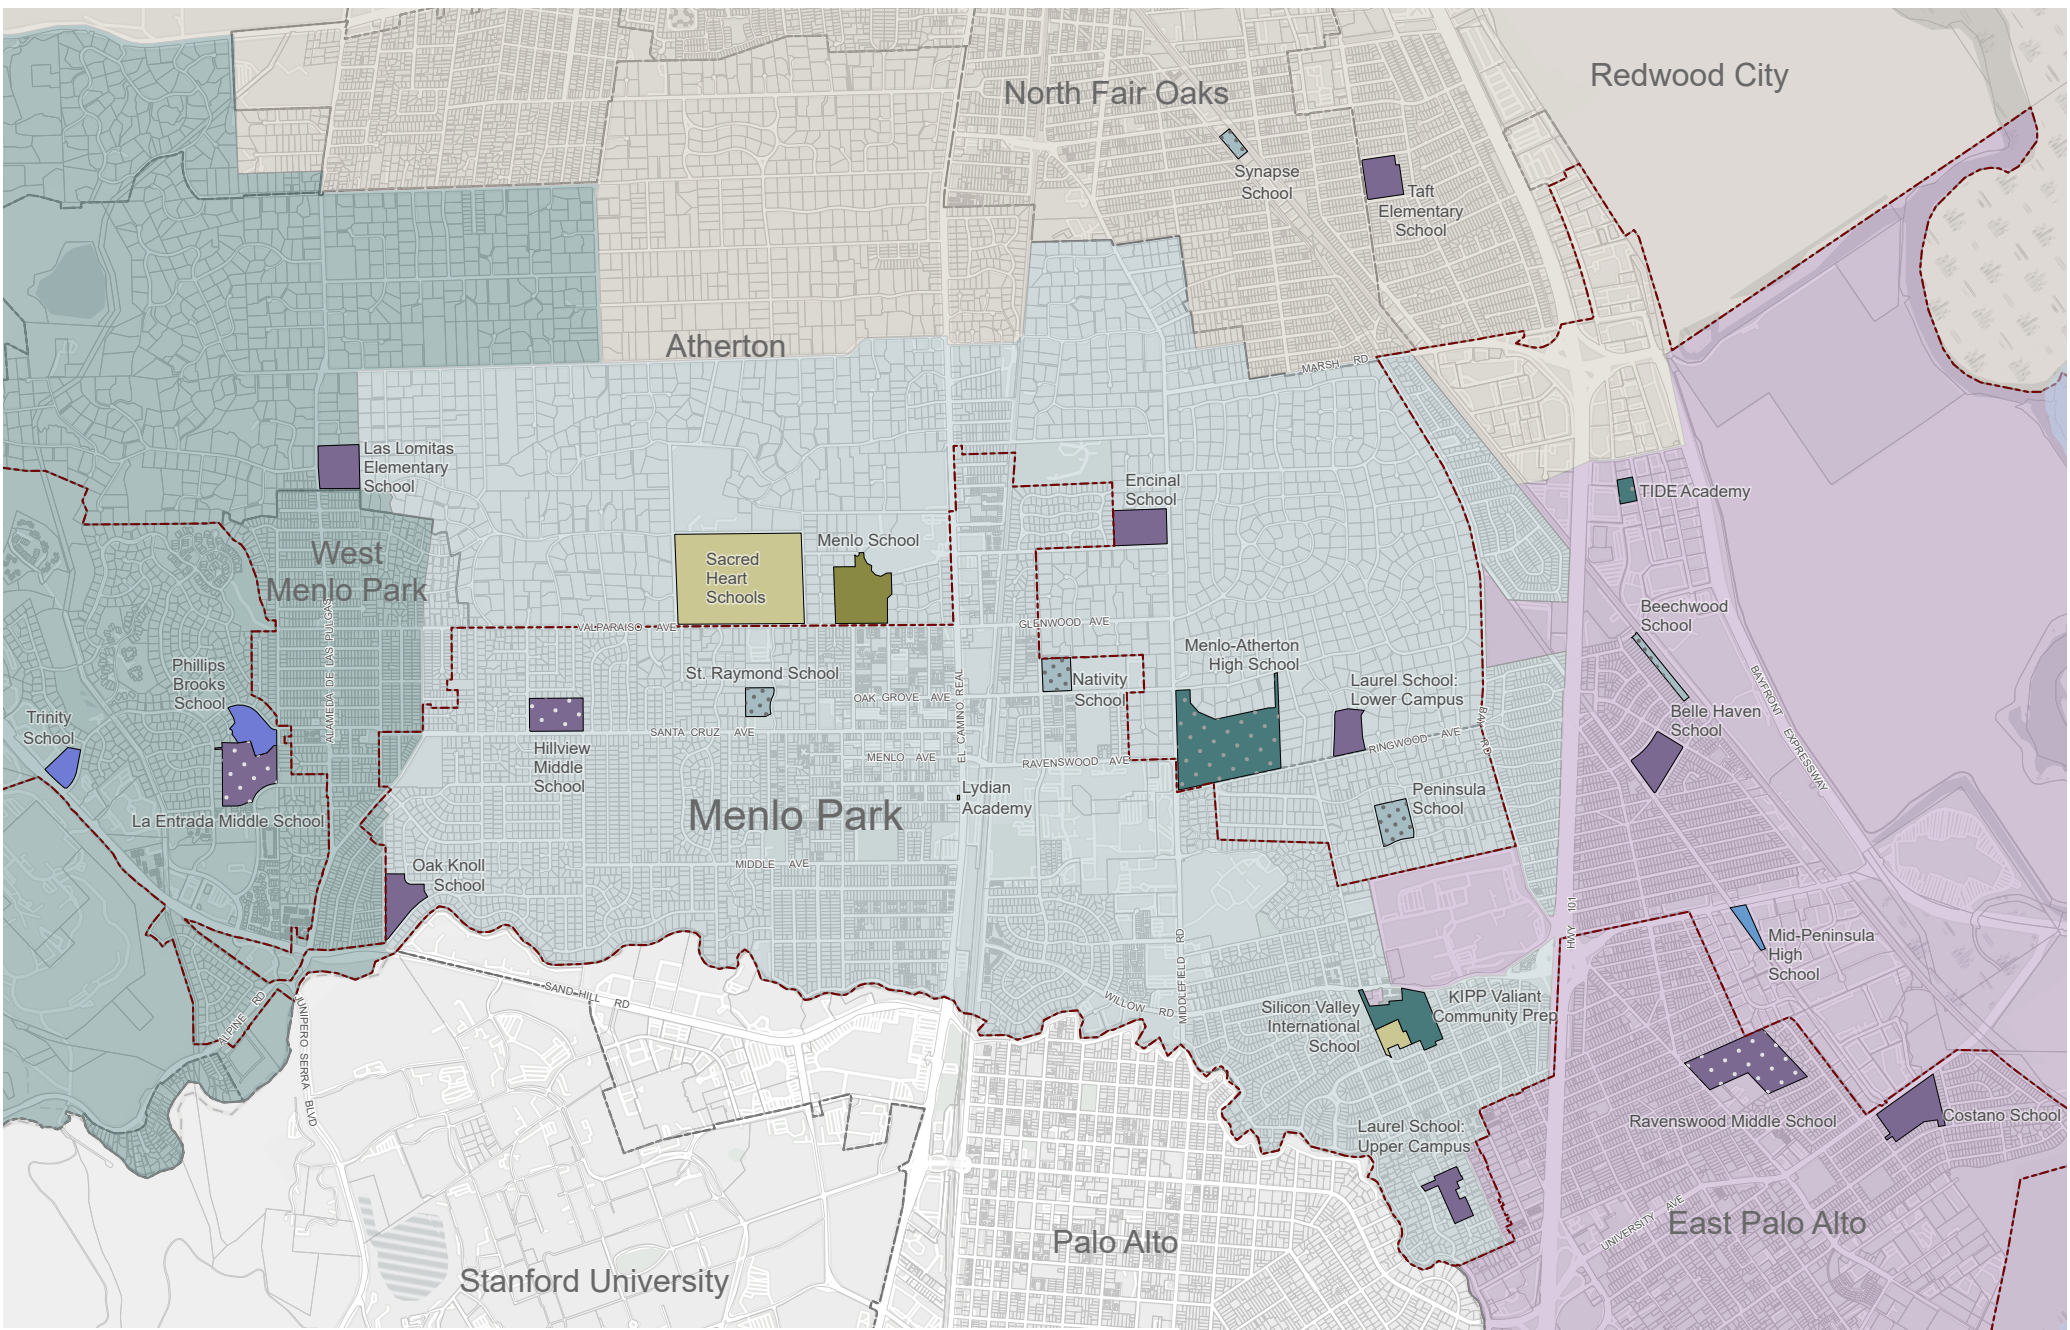 Redwood City
North Fair Oaks
Synapse
School
Taft
Elementary
School
Atherton
MARSH RD
Las Lomitas
Elementary
School
Encinal
School
TIDE Academy
West
Menlo Park
Menlo School
Sacred
Heart
Schools
Beechwood
School
VALPARAISO AVE
GLENWOOD AVE
ALAMEDA DE LAS PULGAS
Phillips
Brooks
School
Menlo-Atherton
High School
St. Raymond School
Nativity
School
Laurel School:
Lower Campus
OAK GROVE AVE
EL CAMINO REAL
BAY RD
BAYFRONT EXPRESSWAY
Trinity
School
Belle Haven
School
SANTA CRUZ AVE
RINGWOOD AVE
Hillview
Middle
School
MENLO AVE
RAVENSWOOD AVE
Lydian
Academy
Peninsula
School
Menlo Park
La Entrada Middle School
MIDDLE AVE
Oak Knoll
School
HWY 101
Mid-Peninsula
High
School
MIDDLEFIELD RD
SAND HILL RD
WILLOW RD
ALPINE RD
JUNIPERO SERRA BLVD
Silicon Valley
International
School
KIPP Valiant
Community Prep
Ravenswood Middle School
Costano School
Laurel School:
Upper Campus
UNIVERSITY AVE
East Palo Alto
Palo Alto
Stanford University